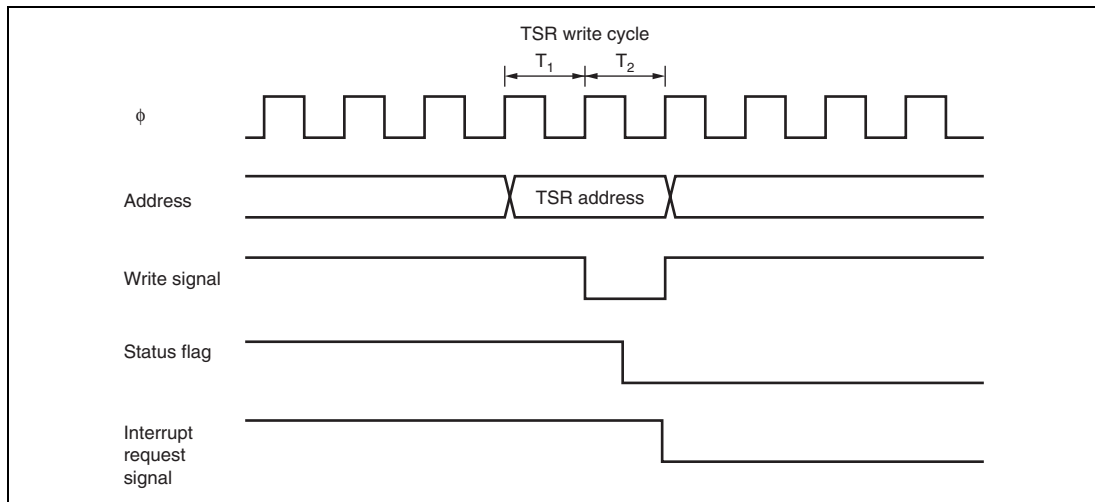 TSR write cycle
T1 T2
ϕ
Address
TSR address
Write signal
Status flag
Interrupt
request
signal